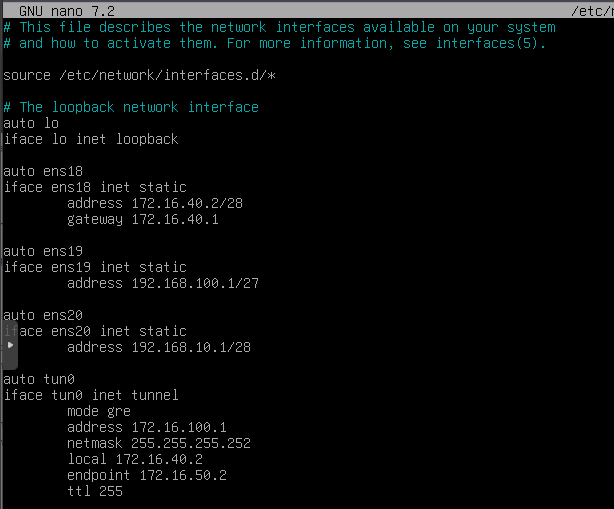 GNU nano 7.2 /etc/n
# This file describes the network interfaces available on your system
# and how to activate them. For more information, see interfaces(5).
source /etc/network/interfaces.d/*
# The loopback network interface
auto lo
iface lo inet loopback
auto ens18
iface ens18 inet static
address 172.16.40.2/28
gateway 172.16.40.1
auto ens19
iface ens19 inet static
address 192.168.100.1/27
auto ens20
iface ens20 inet static
address 192.168.10.1/28
auto tun0
iface tun0 inet tunnel
mode gre
address 172.16.100.1
netmask 255.255.255.252
local 172.16.40.2
endpoint 172.16.50.2
ttl 255